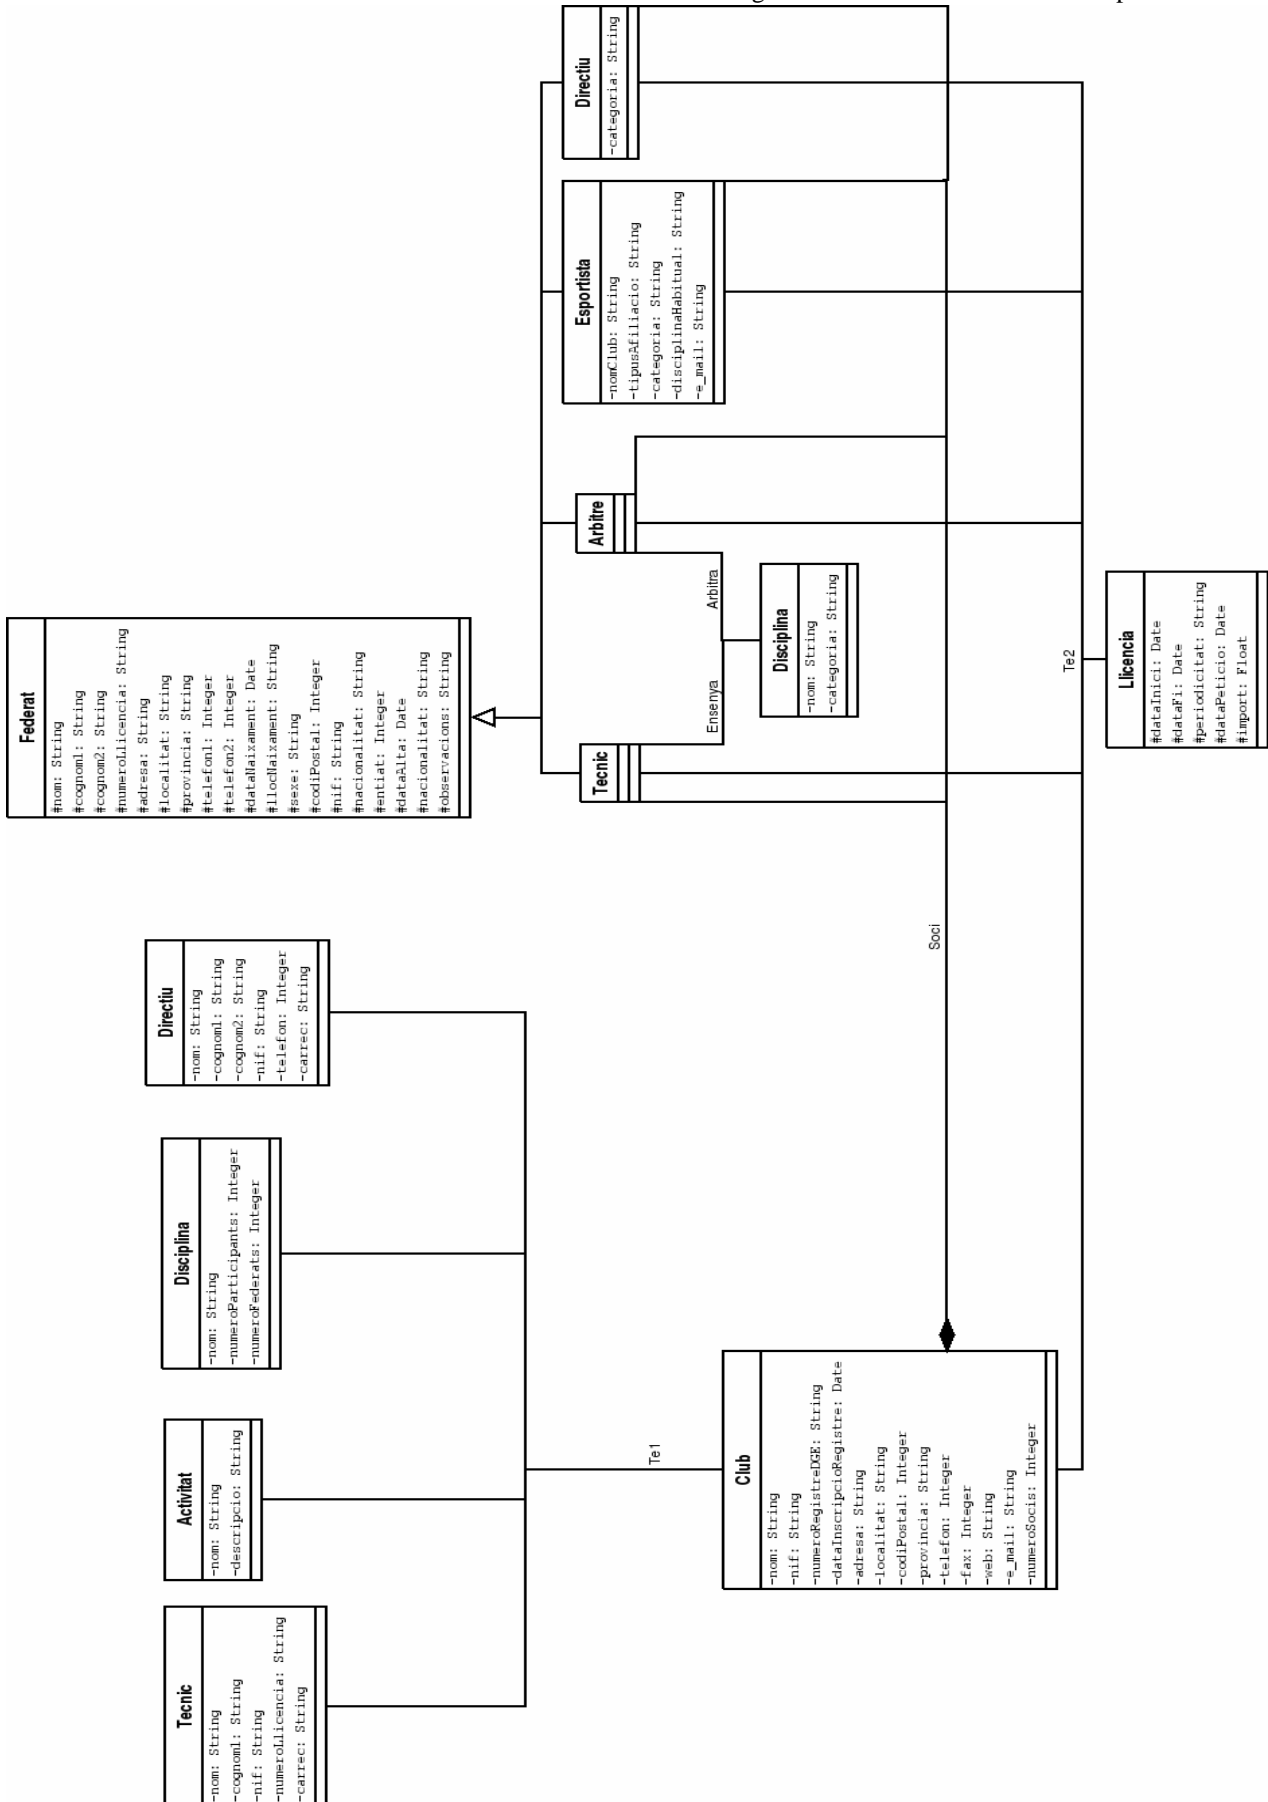 Tecnic
-nom: String
-cognom1: String
-nif: String
-numeroLlicencia: String
-carrec: String
Activitat
-nom: String
-descripcio: String
Disciplina
-nom: String
-numeroParticipants: Integer
-numeroFederats: Integer
Directiu
-nom: String
-cognom1: String
-cognom2: String
-nif: String
-telefon: Integer
-carrec: String
Federat
#nom: String
#cognom1: String
#cognom2: String
#numeroLlicencia: String
#adresa: String
#localitat: String
#provincia: String
#telefon1: Integer
#telefon2: Integer
#dataNaixament: Date
#llocNaixament: String
#sexe: String
#codiPostal: Integer
#nif: String
#nacionalitat: String
#entiat: Integer
#dataAlta: Date
#nacionalitat: String
#observacions: String
Te1
Club
-nom: String
-nif: String
-numeroRegistreDGE: String
-dataInscripcioRegistre: Date
-adresa: String
-localitat: String
-codiPostal: Integer
-provincia: String
-telefon: Integer
-fax: Integer
-web: String
-e_mail: String
-numeroSocis: Integer
Soci
Tecnic
Ensenya
Arbitra
Disciplina
-nom: String
-categoria: String
Arbitre
Esportista
-nomClub: String
-tipusAfiliacio: String
-categoria: String
-disciplinaHabitual: String
-e_mail: String
Directiu
-categoria: String
Te2
Llicencia
#dataInici: Date
#dataFi: Date
#periodicitat: String
#dataPeticio: Date
#import: Float